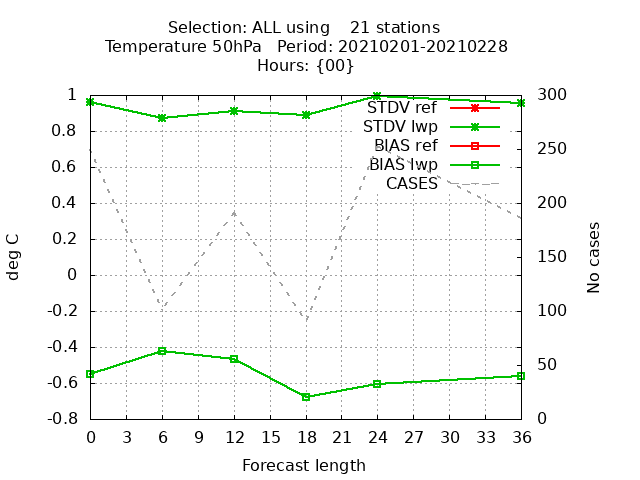 Selection: ALL using    21 stations
Temperature 50hPa   Period: 20210201-20210228
Hours: {00}
1 300
STDV ref
0.8 STDV lwp
250
BIAS ref
0.6 BIAS lwp
CASES
0.4 200
0.2
deg C 0 150 No cases
-0.2 100
-0.4
50
-0.6
-0.8 0
0 3 6 9 12 15 18 21 24 27 30 33 36
Forecast length